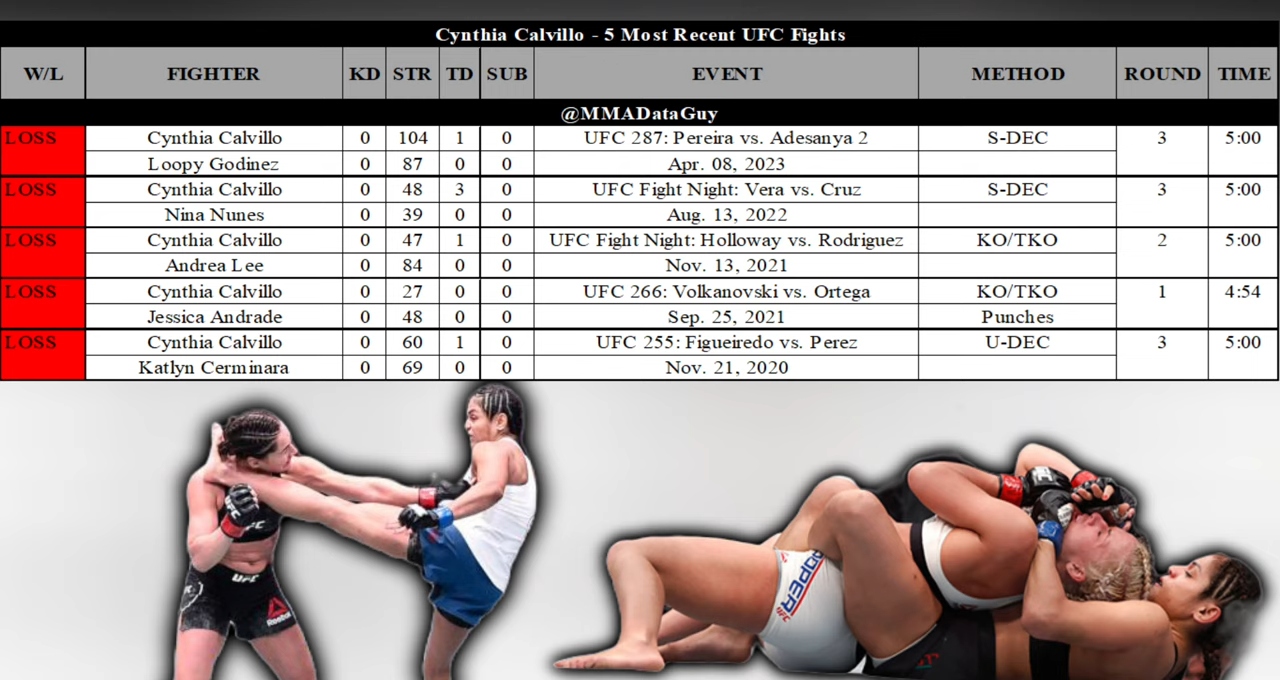 Cynthia Calvillo - 5 Most Recent UFC Fights
W/L FIGHTER KD STR TD SUB EVENT METHOD ROUND TIME
@MMADataGuy
LOSS Cynthia Calvillo 0 104 1 0 UFC 287: Pereira vs. Adesanya 2 S-DEC 3 5:00
Loopy Godinez 0 87 0 0 Apr. 08, 2023
LOSS Cynthia Calvillo 0 48 3 0 UFC Fight Night: Vera vs. Cruz S-DEC 3 5:00
Nina Nunes 0 39 0 0 Aug. 13, 2022
LOSS Cynthia Calvillo 0 47 1 0 UFC Fight Night: Holloway vs. Rodriguez KO/TKO 2 5:00
Andrea Lee 0 84 0 0 Nov. 13, 2021
LOSS Cynthia Calvillo 0 27 0 0 UFC 266: Volkanovski vs. Ortega KO/TKO 1 4:54
Jessica Andrade 0 48 0 0 Sep. 25, 2021 Punches
LOSS Cynthia Calvillo 0 60 1 0 UFC 255: Figueiredo vs. Perez U-DEC 3 5:00
Katlyn Cerminara 0 69 0 0 Nov. 21, 2020
UFC
UFC
UFC
Reebok
OOPER
UFC